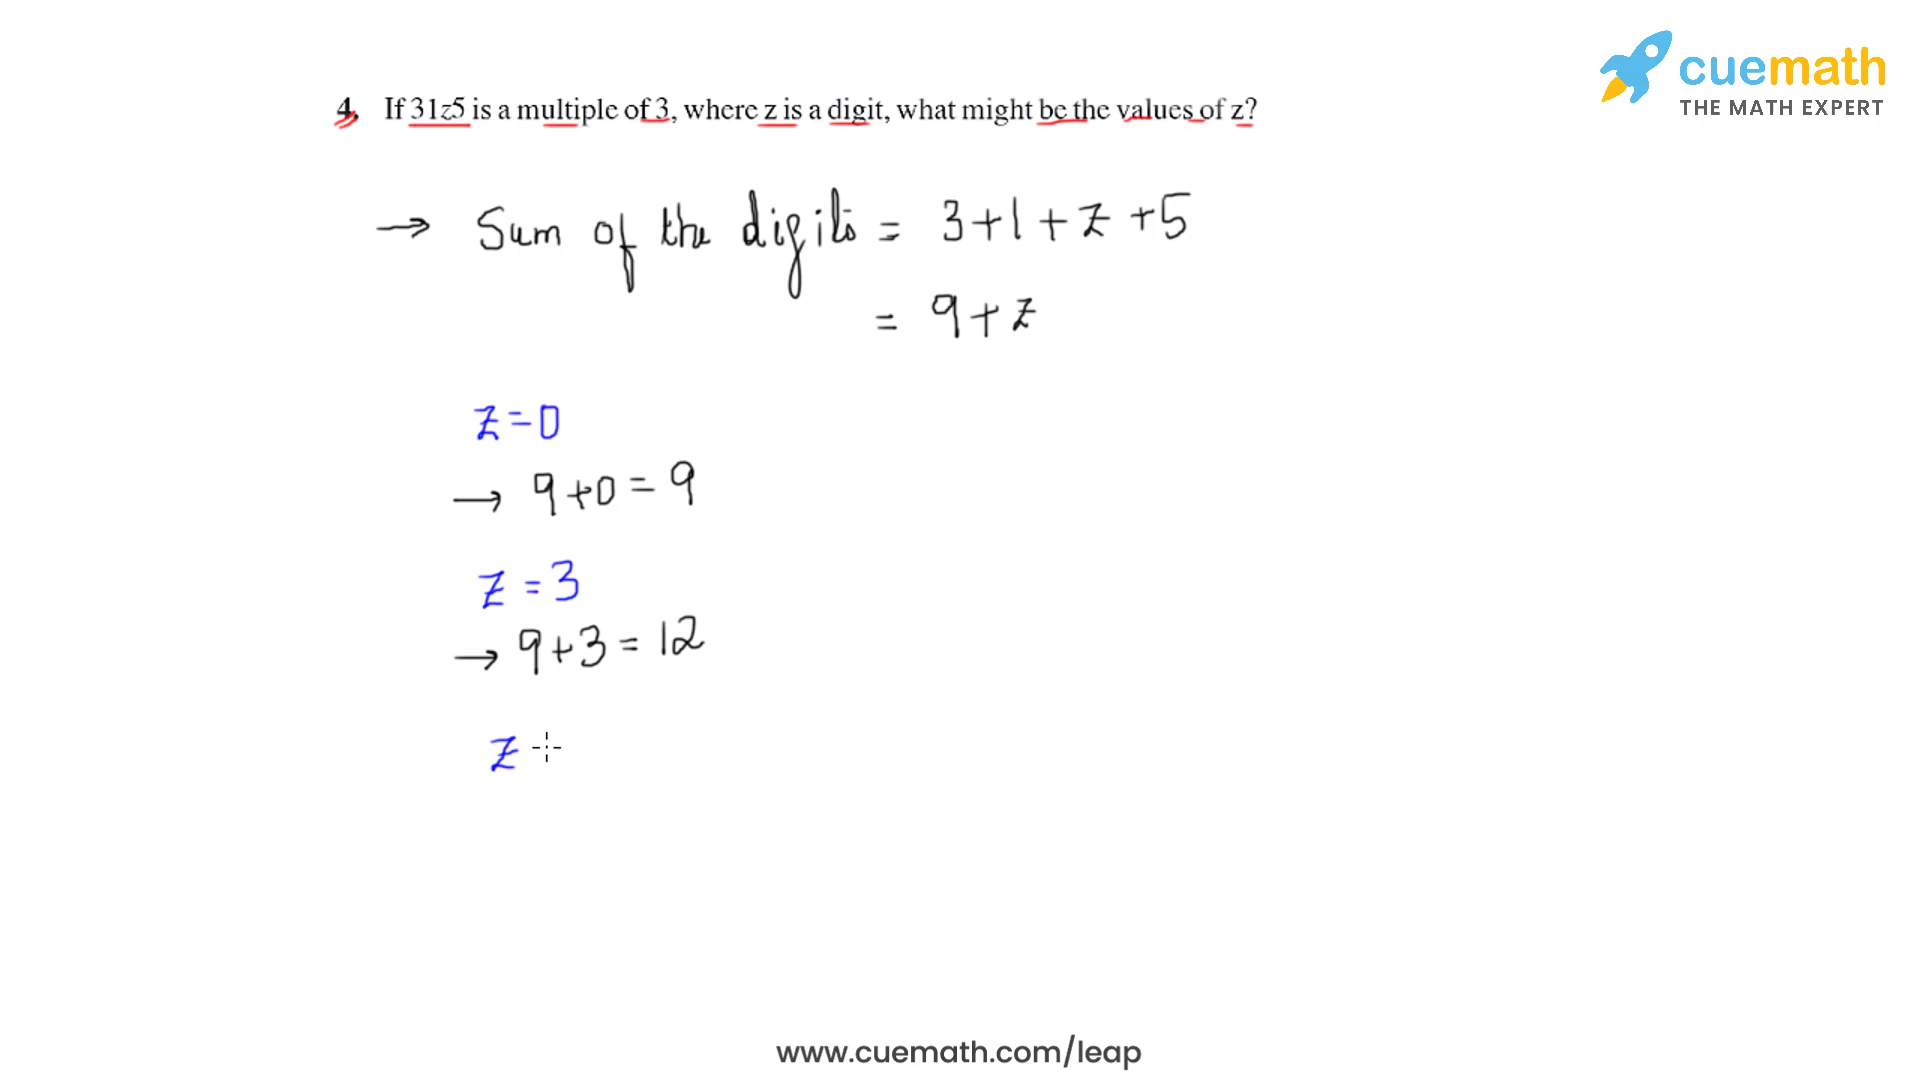 cuemath
THE MATH EXPERT
4. If 31z5 is a multiple of 3, where z is a digit, what might be the values of z?
→ Sum of the digits = 3+1+z+5
= 9+z
z=0
→ 9+0=9
z=3
→ 9+3=12
z
www.cuemath.com/leap